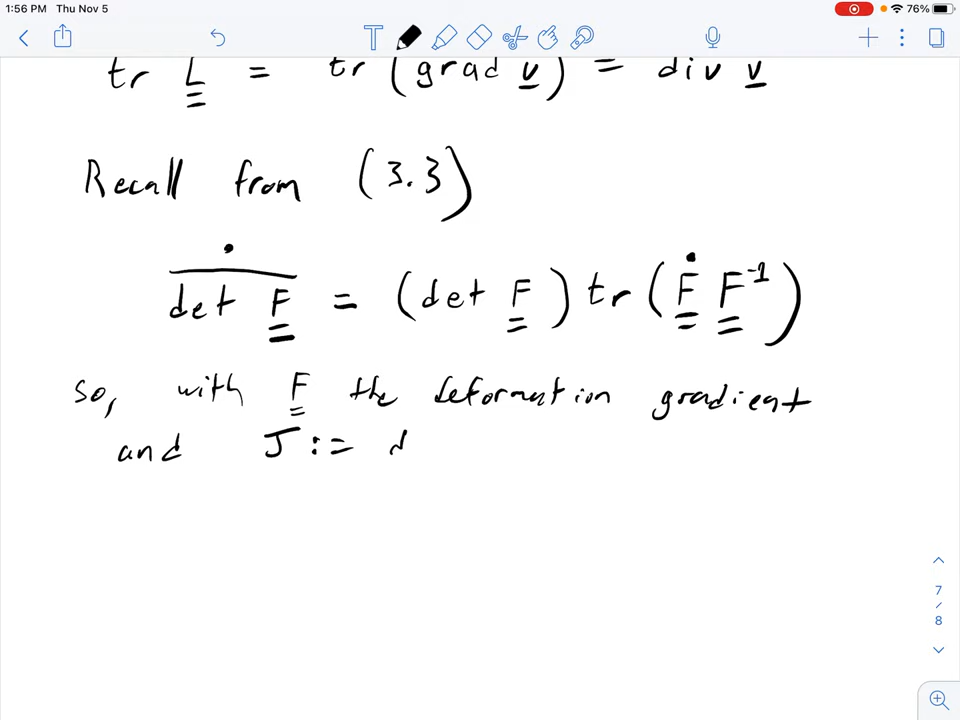 1:56 PM Thu Nov 5
76%
tr L = tr (grad v) = div v
Recall from (3.3)
det F = (det F) tr (Ḟ F⁻¹)
so, with F the deformation gradient
and J := d
7
/
8